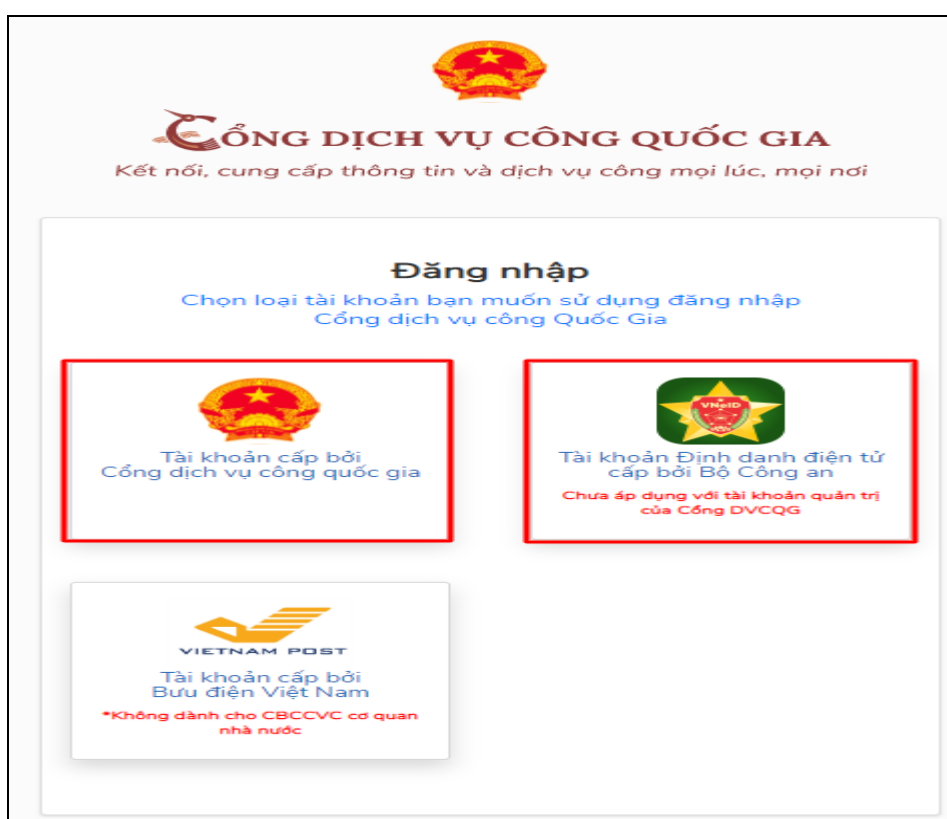 CỔNG DỊCH VỤ CÔNG QUỐC GIA
Kết nối, cung cấp thông tin và dịch vụ công mọi lúc, mọi nơi
Đăng nhập
Chọn loại tài khoản bạn muốn sử dụng đăng nhập
Cổng dịch vụ công Quốc Gia
Tài khoản cấp bởi
Cổng dịch vụ công quốc gia
VNeID
Tài khoản Định danh điện tử
cấp bởi Bộ Công an
Chưa áp dụng với tài khoản quản trị
của Cổng DVCQG
VIETNAM POST
Tài khoản cấp bởi
Bưu điện Việt Nam
*Không dành cho CBCCVC cơ quan
nhà nước